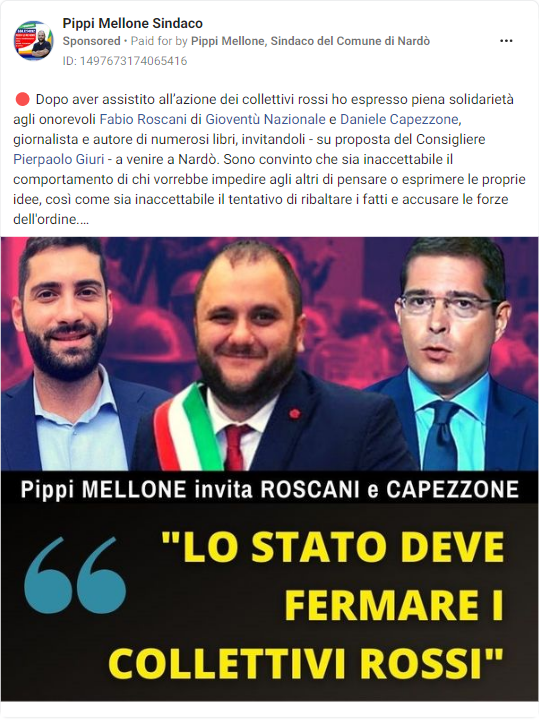 Pippi Mellone Sindaco
Sponsored • Paid for by Pippi Mellone, Sindaco del Comune di Nardò
ID: 1497673174065416
🔴 Dopo aver assistito all'azione dei collettivi rossi ho espresso piena solidarietà
agli onorevoli Fabio Roscani di Gioventù Nazionale e Daniele Capezzone,
giornalista e autore di numerosi libri, invitandoli - su proposta del Consigliere
Pierpaolo Giuri - a venire a Nardò. Sono convinto che sia inaccettabile il
comportamento di chi vorrebbe impedire agli altri di pensare o esprimere le proprie
idee, così come sia inaccettabile il tentativo di ribaltare i fatti e accusare le forze
dell'ordine....
Pippi MELLONE invita ROSCANI e CAPEZZONE
"LO STATO DEVE
FERMARE I
COLLETTIVI ROSSI"